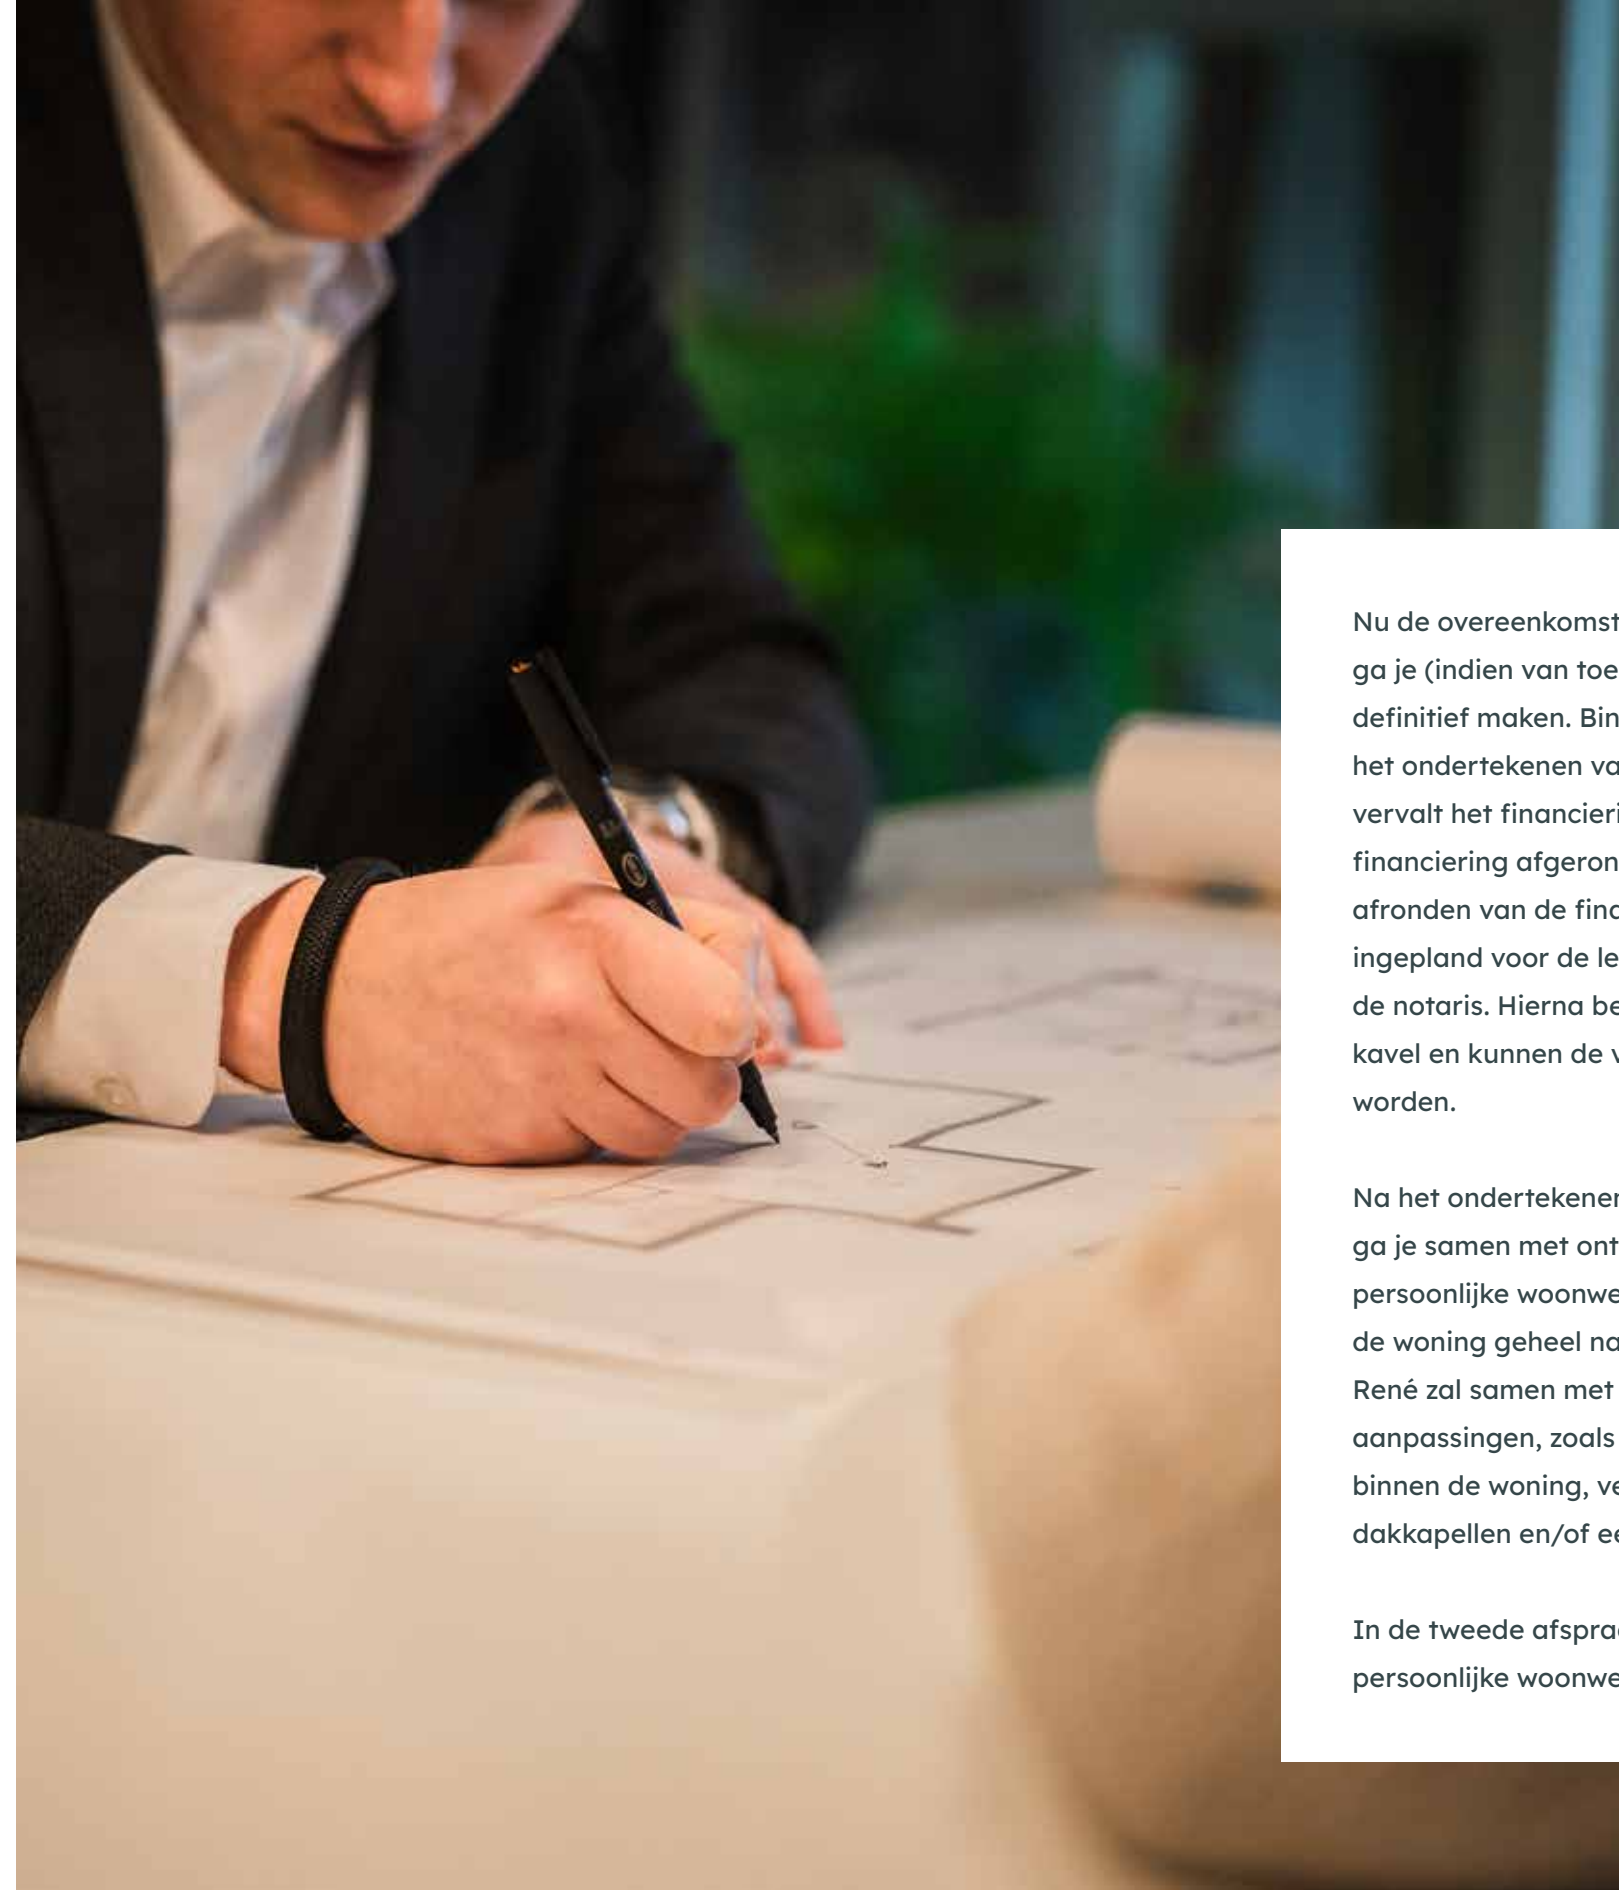 Nu de overeenkomst
ga je (indien van toe
definitief maken. Bin
het ondertekenen va
vervalt het financieri
financiering afgeron
afronden van de fina
ingepland voor de le
de notaris. Hierna be
kavel en kunnen de v
worden.
Na het ondertekenen
ga je samen met ont
persoonlijke woonwe
de woning geheel na
René zal samen met
aanpassingen, zoals
binnen de woning, ve
dakkapellen en/of ee
In de tweede afspraa
persoonlijke woonwe